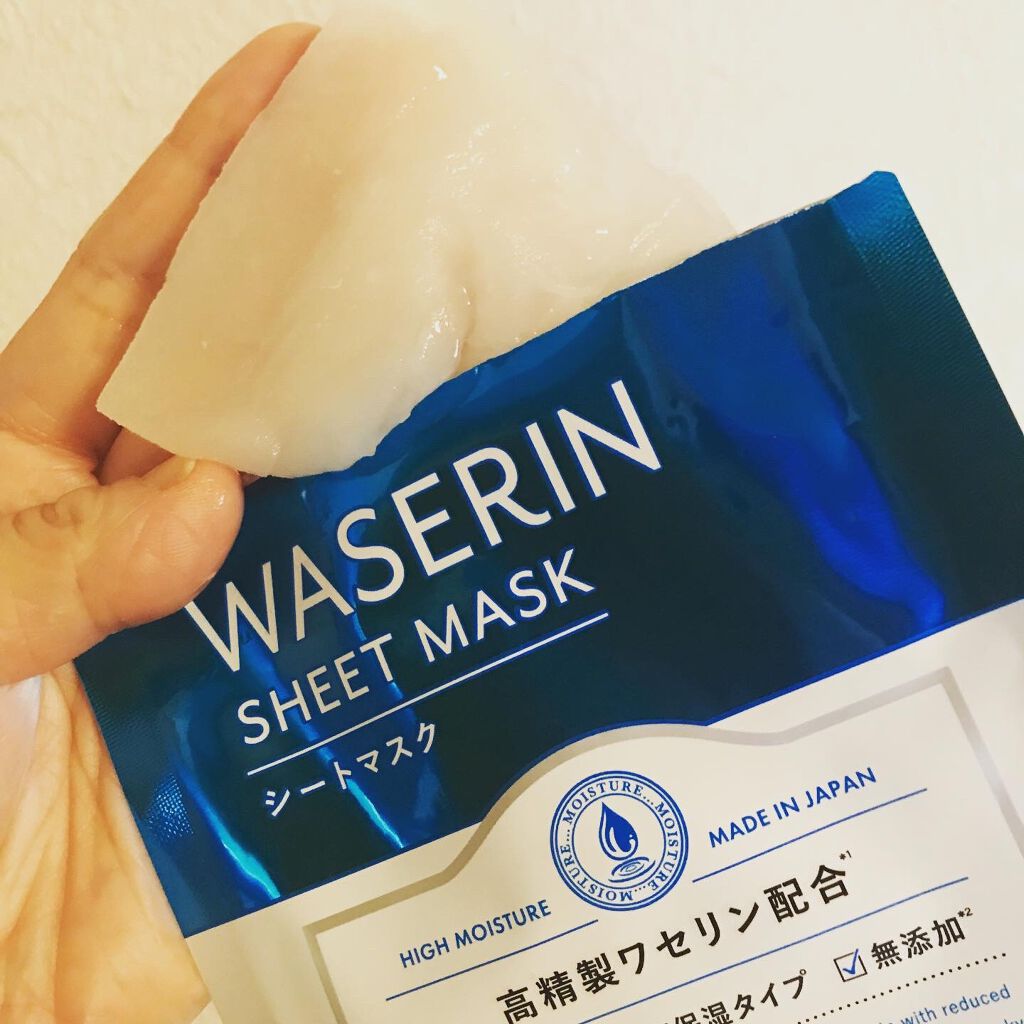 WASERIN
SHEET MASK
シートマスク
MOISTURE... MOISTURE... MOISTURE...
HIGH MOISTURE
MADE IN JAPAN
高精製ワセリン配合*1
保湿タイプ ☑無添加*2
with reduced